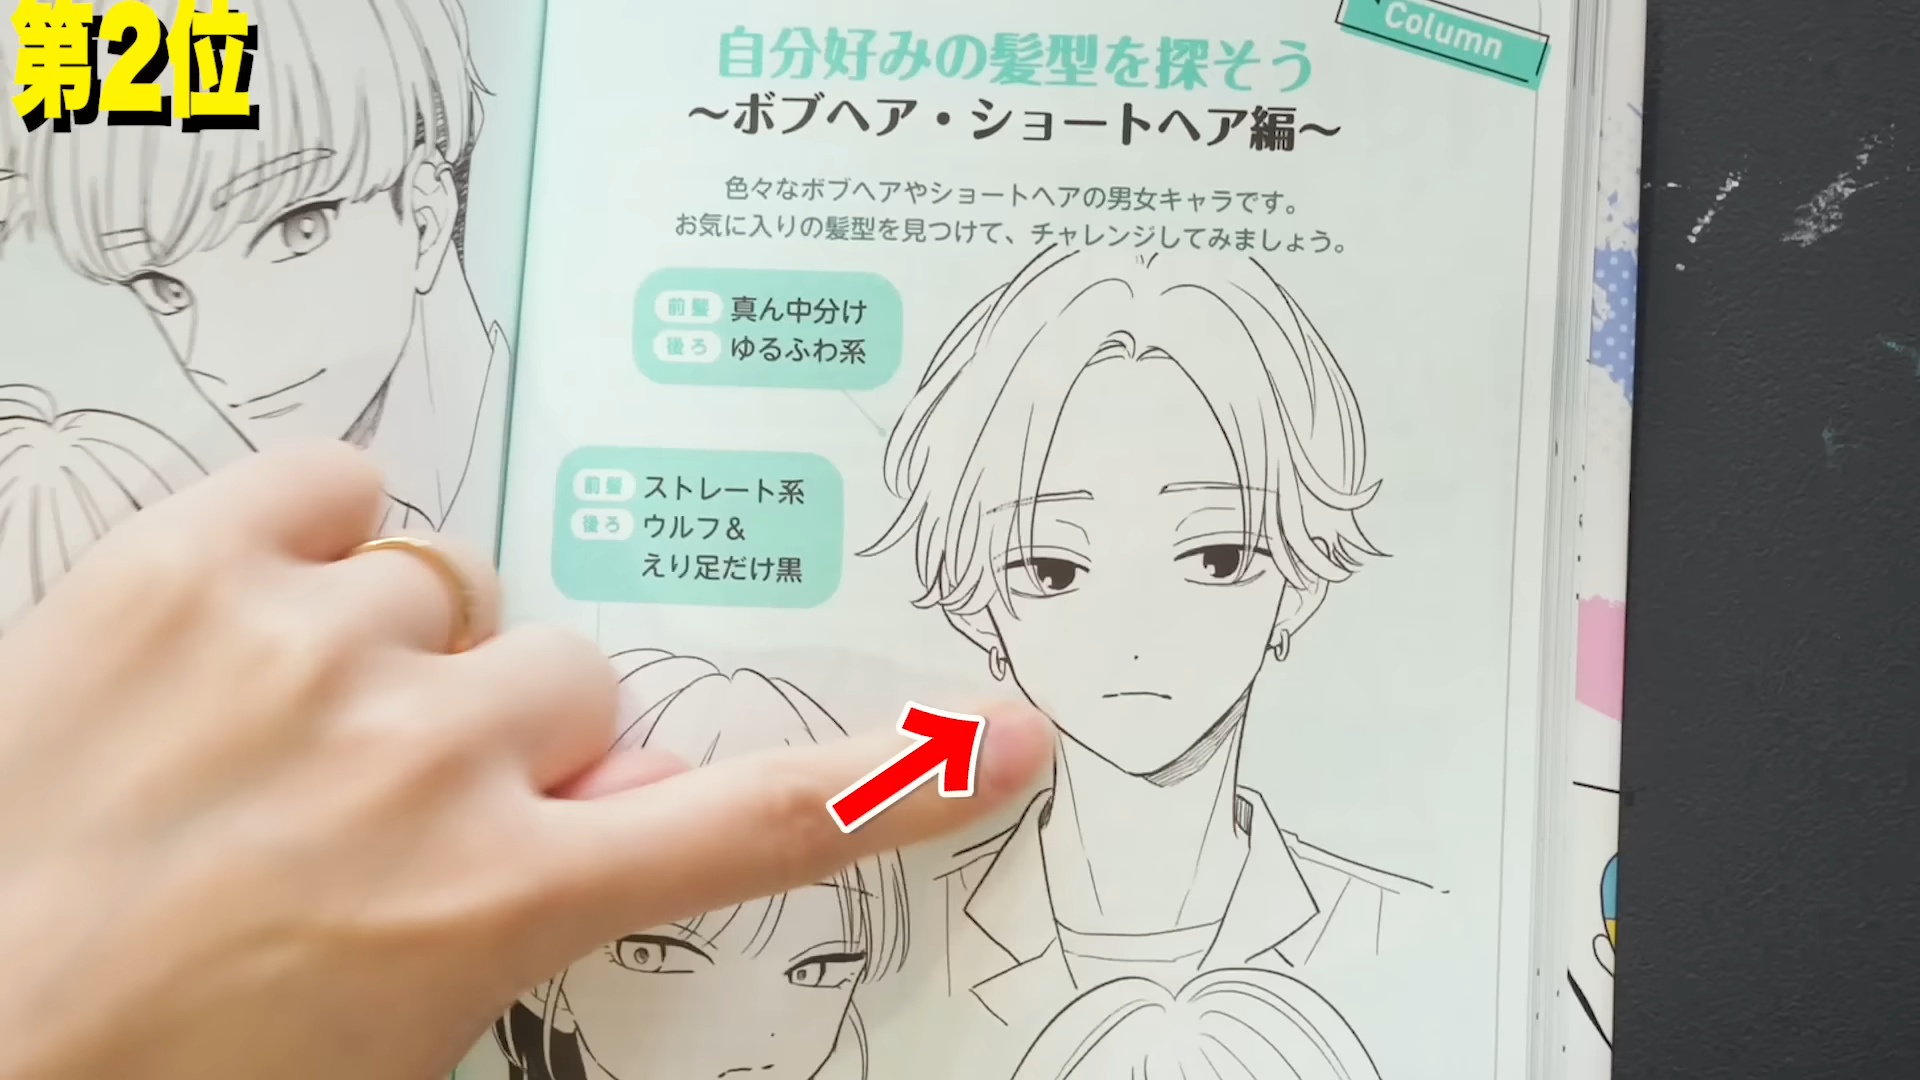 第2位
Column
自分好みの髪型を探そう
～ボブヘア・ショートヘア編～
色々なボブヘアやショートヘアの男女キャラです。
お気に入りの髪型を見つけて、チャレンジしてみましょう。
前髪 真ん中分け
後ろ ゆるふわ系
前髪 ストレート系
後ろ ウルフ＆
えり足だけ黒